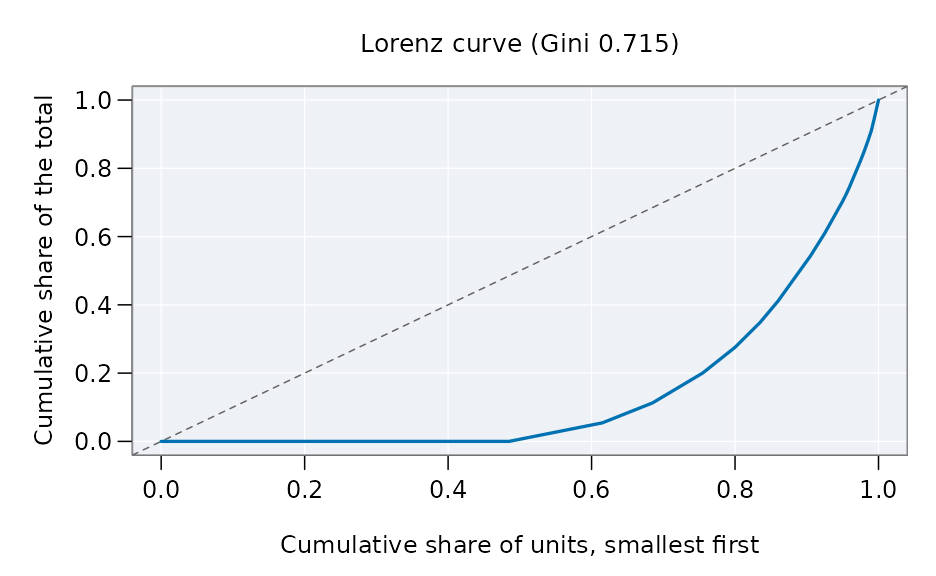 Lorenz curve (Gini 0.715)
Cumulative share of the total
1.0
0.8
0.6
0.4
0.2
0.0
0.0 0.2 0.4 0.6 0.8 1.0
Cumulative share of units, smallest first